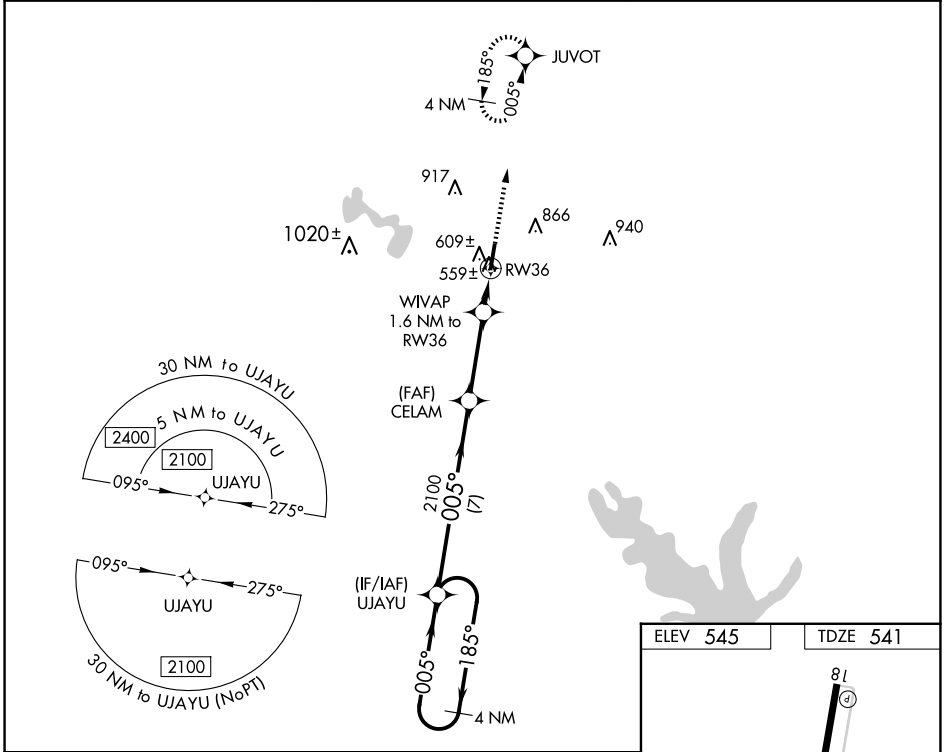 JUVOT
185°
005°
4 NM
917
866
940
1020±
609±
559±
RW36
WIVAP
1.6 NM to
RW36
(FAF)
CELAM
30 NM to UJAYU
5 NM to UJAYU
2400
2100
UJAYU
095°
275°
2100
005°
(7)
095°
275°
UJAYU
2100
30 NM to UJAYU (NoPT)
(IF/IAF)
UJAYU
005°
185°
4 NM
ELEV 545
TDZE 541
18
P